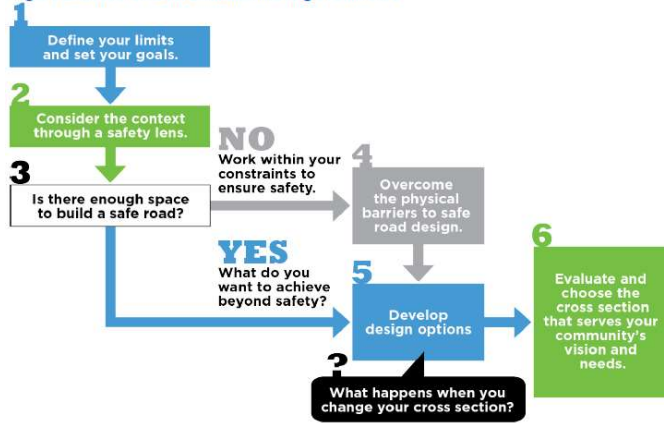 1
Define your limits
and set your goals.
2
Consider the context
through a safety lens.
3
Is there enough space
to build a safe road?
NO
Work within your
constraints to
ensure safety.
4
Overcome
the physical
barriers to safe
road design.
YES
What do you
want to achieve
beyond safety?
5
Develop
design options
?
What happens when you
change your cross section?
6
Evaluate and
choose the
cross section
that serves your
community's
vision and
needs.